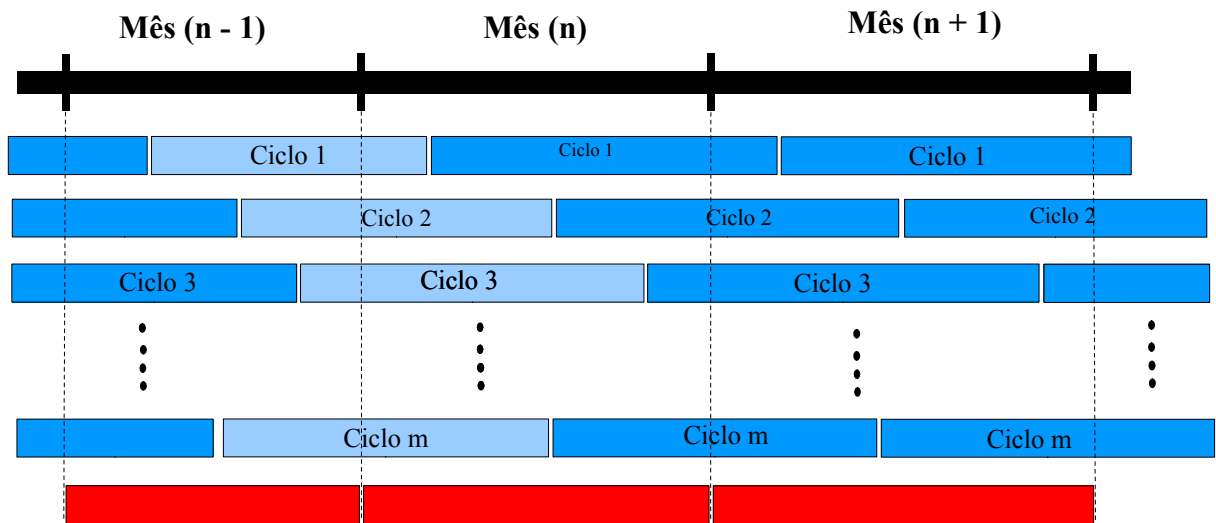 Mês (n - 1) Mês (n) Mês (n + 1)
Ciclo 1 Ciclo 1 Ciclo 1
Ciclo 2 Ciclo 2 Ciclo 2
Ciclo 3 Ciclo 3 Ciclo 3
Ciclo m Ciclo m Ciclo m